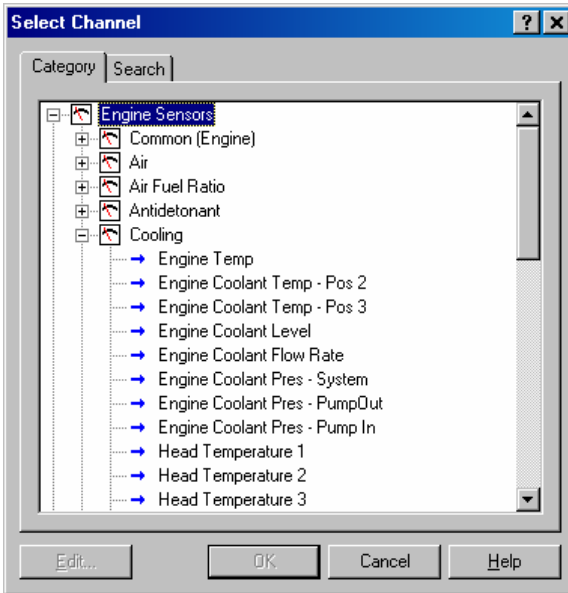 Select Channel
Category Search
Engine Sensors
Common (Engine)
Air
Air Fuel Ratio
Antidetonant
Cooling
Engine Temp
Engine Coolant Temp - Pos 2
Engine Coolant Temp - Pos 3
Engine Coolant Level
Engine Coolant Flow Rate
Engine Coolant Pres - System
Engine Coolant Pres - PumpOut
Engine Coolant Pres - Pump In
Head Temperature 1
Head Temperature 2
Head Temperature 3
Edit... OK Cancel Help